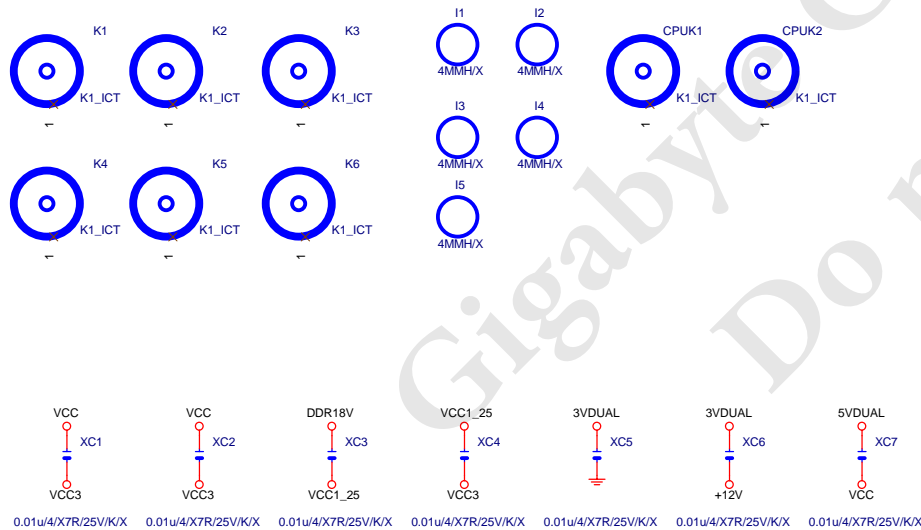 K1 K2 K3 I1 I2 CPUK1 CPUK2
4MMH/X 4MMH/X
K1_ICT K1_ICT K1_ICT K1_ICT K1_ICT
1 1 1 1 1
I3 I4
4MMH/X 4MMH/X
K4 K5 K6
I5
K1_ICT K1_ICT K1_ICT
4MMH/X
1 1 1
VCC VCC DDR18V VCC1_25 3VDUAL 3VDUAL 5VDUAL
XC1 XC2 XC3 XC4 XC5 XC6 XC7
VCC3 VCC3 VCC1_25 VCC3 +12V VCC
0.01u/4/X7R/25V/K/X 0.01u/4/X7R/25V/K/X 0.01u/4/X7R/25V/K/X 0.01u/4/X7R/25V/K/X 0.01u/4/X7R/25V/K/X 0.01u/4/X7R/25V/K/X 0.01u/4/X7R/25V/K/X
Gigabyte
Do